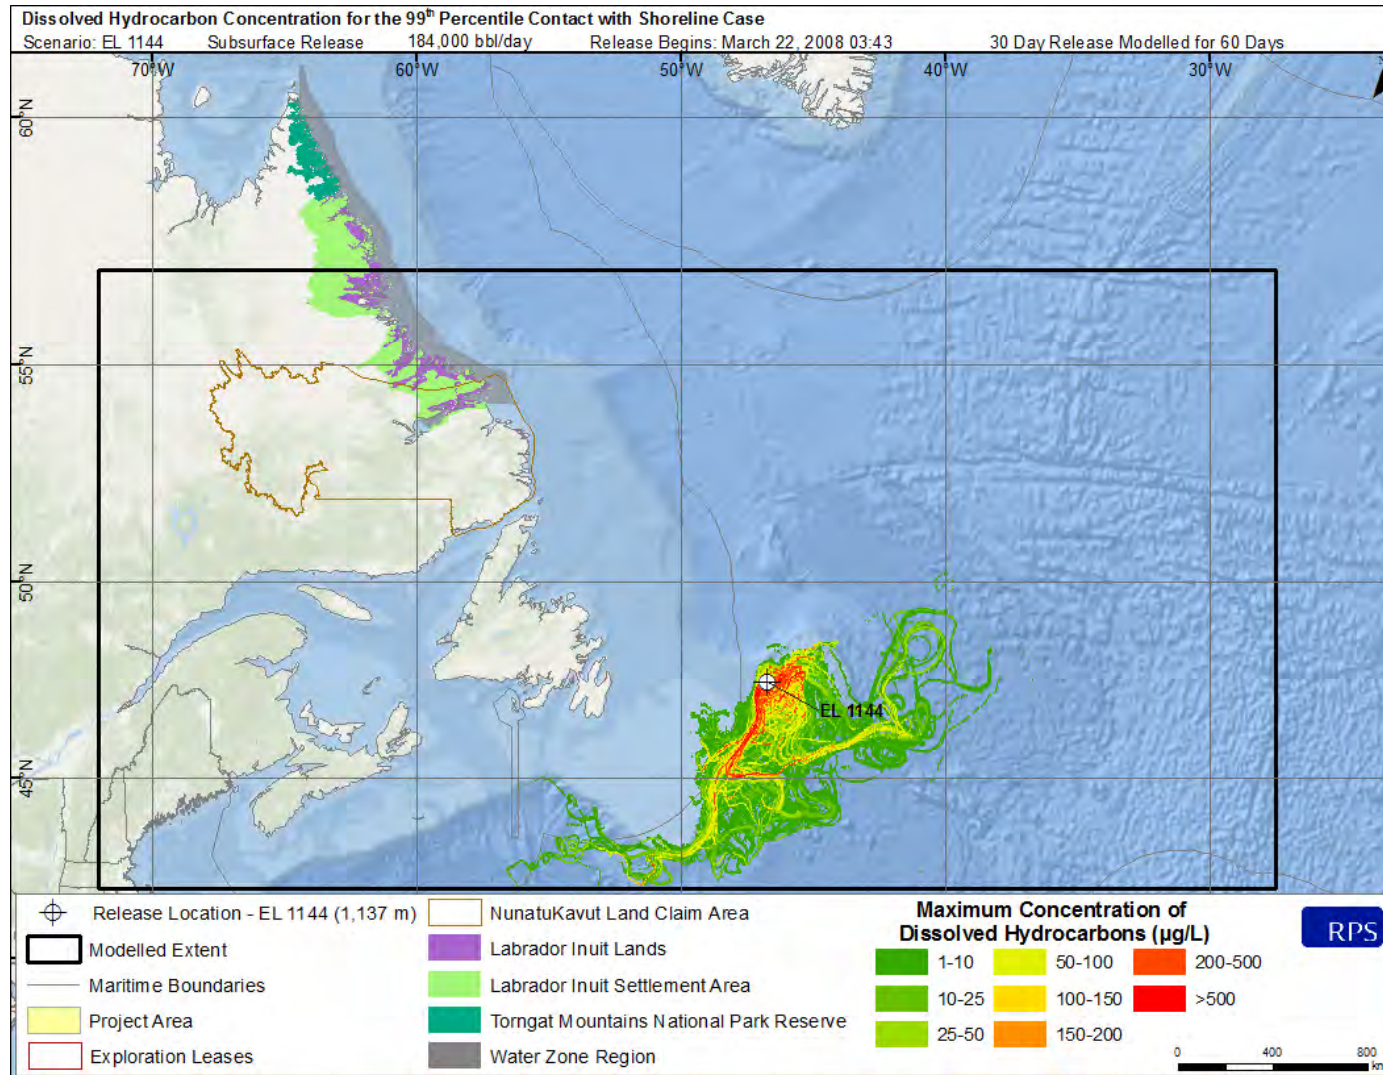 Dissolved Hydrocarbon Concentration for the 99th Percentile Contact with Shoreline Case
Scenario: EL 1144 Subsurface Release 184,000 bbl/day Release Begins: March 22, 2008 03:43 30 Day Release Modelled for 60 Days
70°W 60°W 50°W 40°W 30°W
60°N
55°N
50°N
45°N
EL 1144
Release Location - EL 1144 (1,137 m)
Modelled Extent
Maritime Boundaries
Project Area
Exploration Leases
NunatuKavut Land Claim Area
Labrador Inuit Lands
Labrador Inuit Settlement Area
Torngat Mountains National Park Reserve
Water Zone Region
Maximum Concentration of
Dissolved Hydrocarbons (µg/L)
1-10 50-100 200-500
10-25 100-150 >500
25-50 150-200
RPS
0 400 800
km